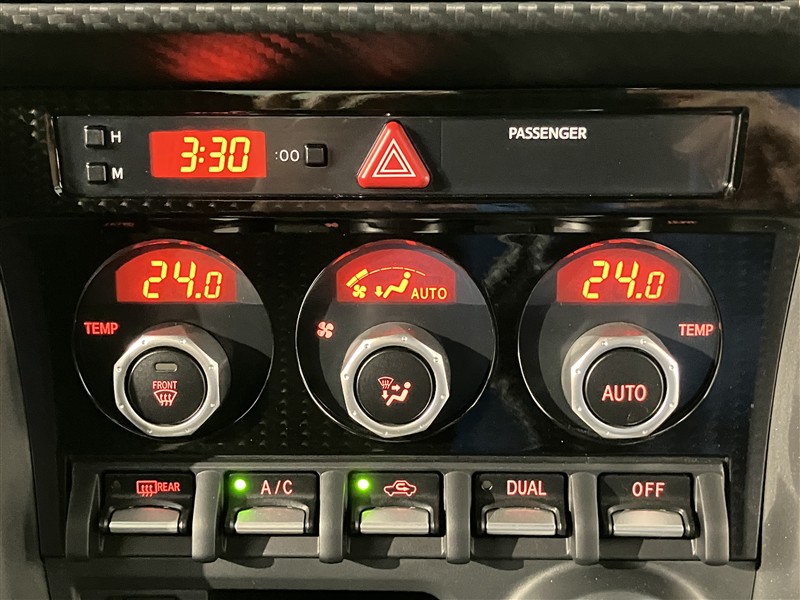 H
3:30 :00
PASSENGER
M
24.0
AUTO
24.0
TEMP
TEMP
FRONT
AUTO
REAR
A/C
DUAL
OFF